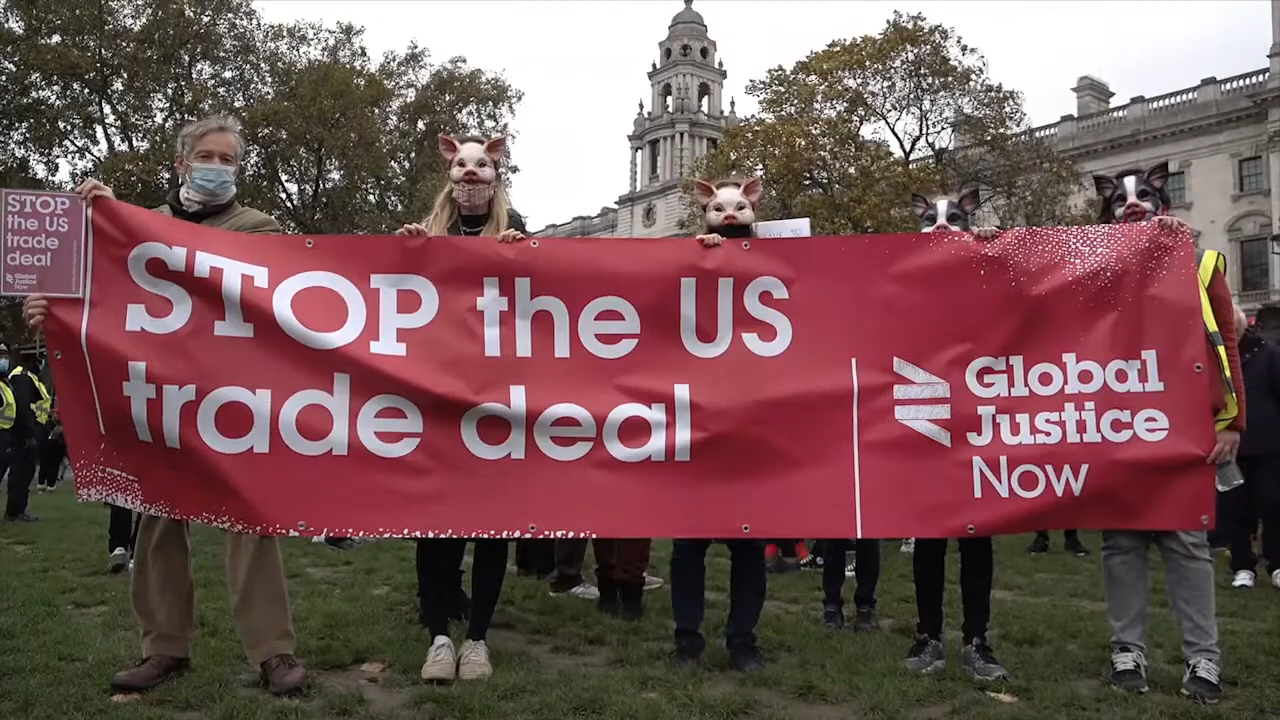 STOP
the US
trade
deal
Global
Justice
Now
STOP the US
trade deal
Global
Justice
Now